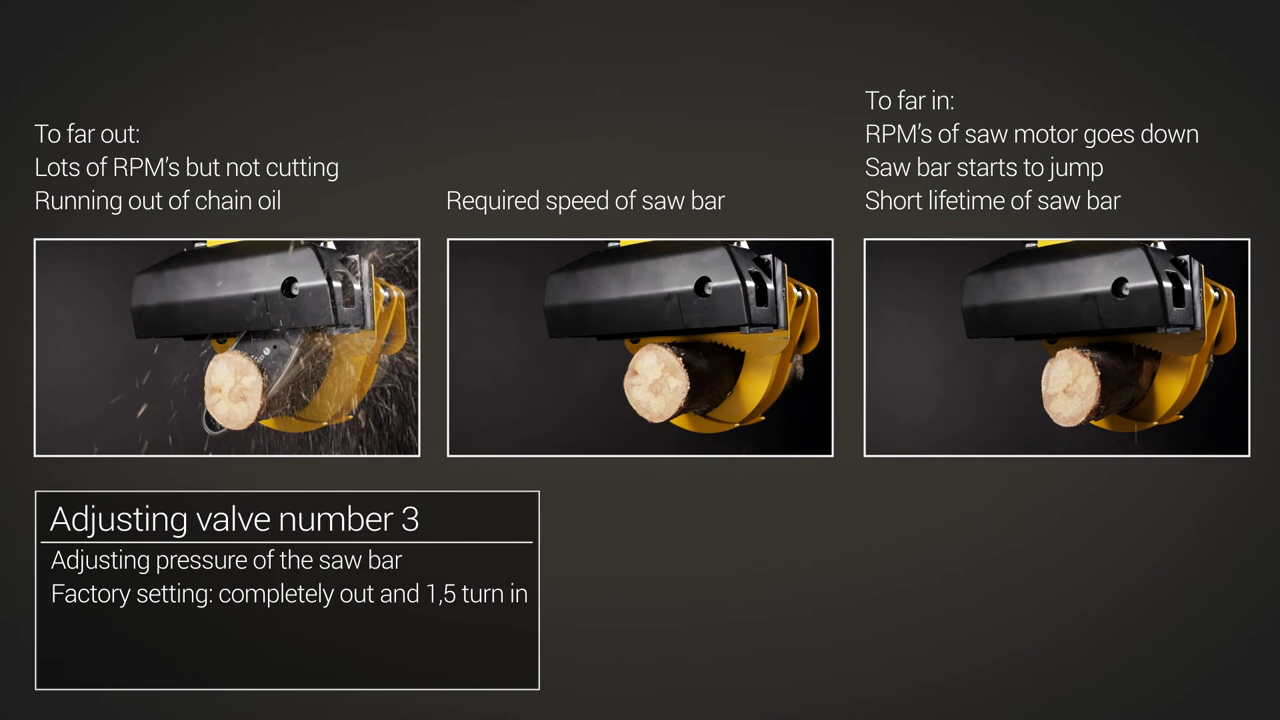 To far out:
Lots of RPM's but not cutting
Running out of chain oil
Required speed of saw bar
To far in:
RPM's of saw motor goes down
Saw bar starts to jump
Short lifetime of saw bar
Adjusting valve number 3
Adjusting pressure of the saw bar
Factory setting: completely out and 1,5 turn in